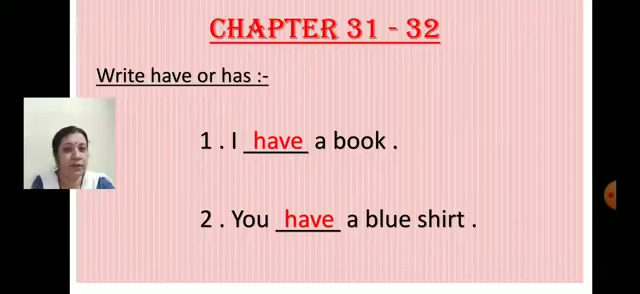 CHAPTER 31 - 32
Write have or has :-
1 . I have a book .
2 . You have a blue shirt .